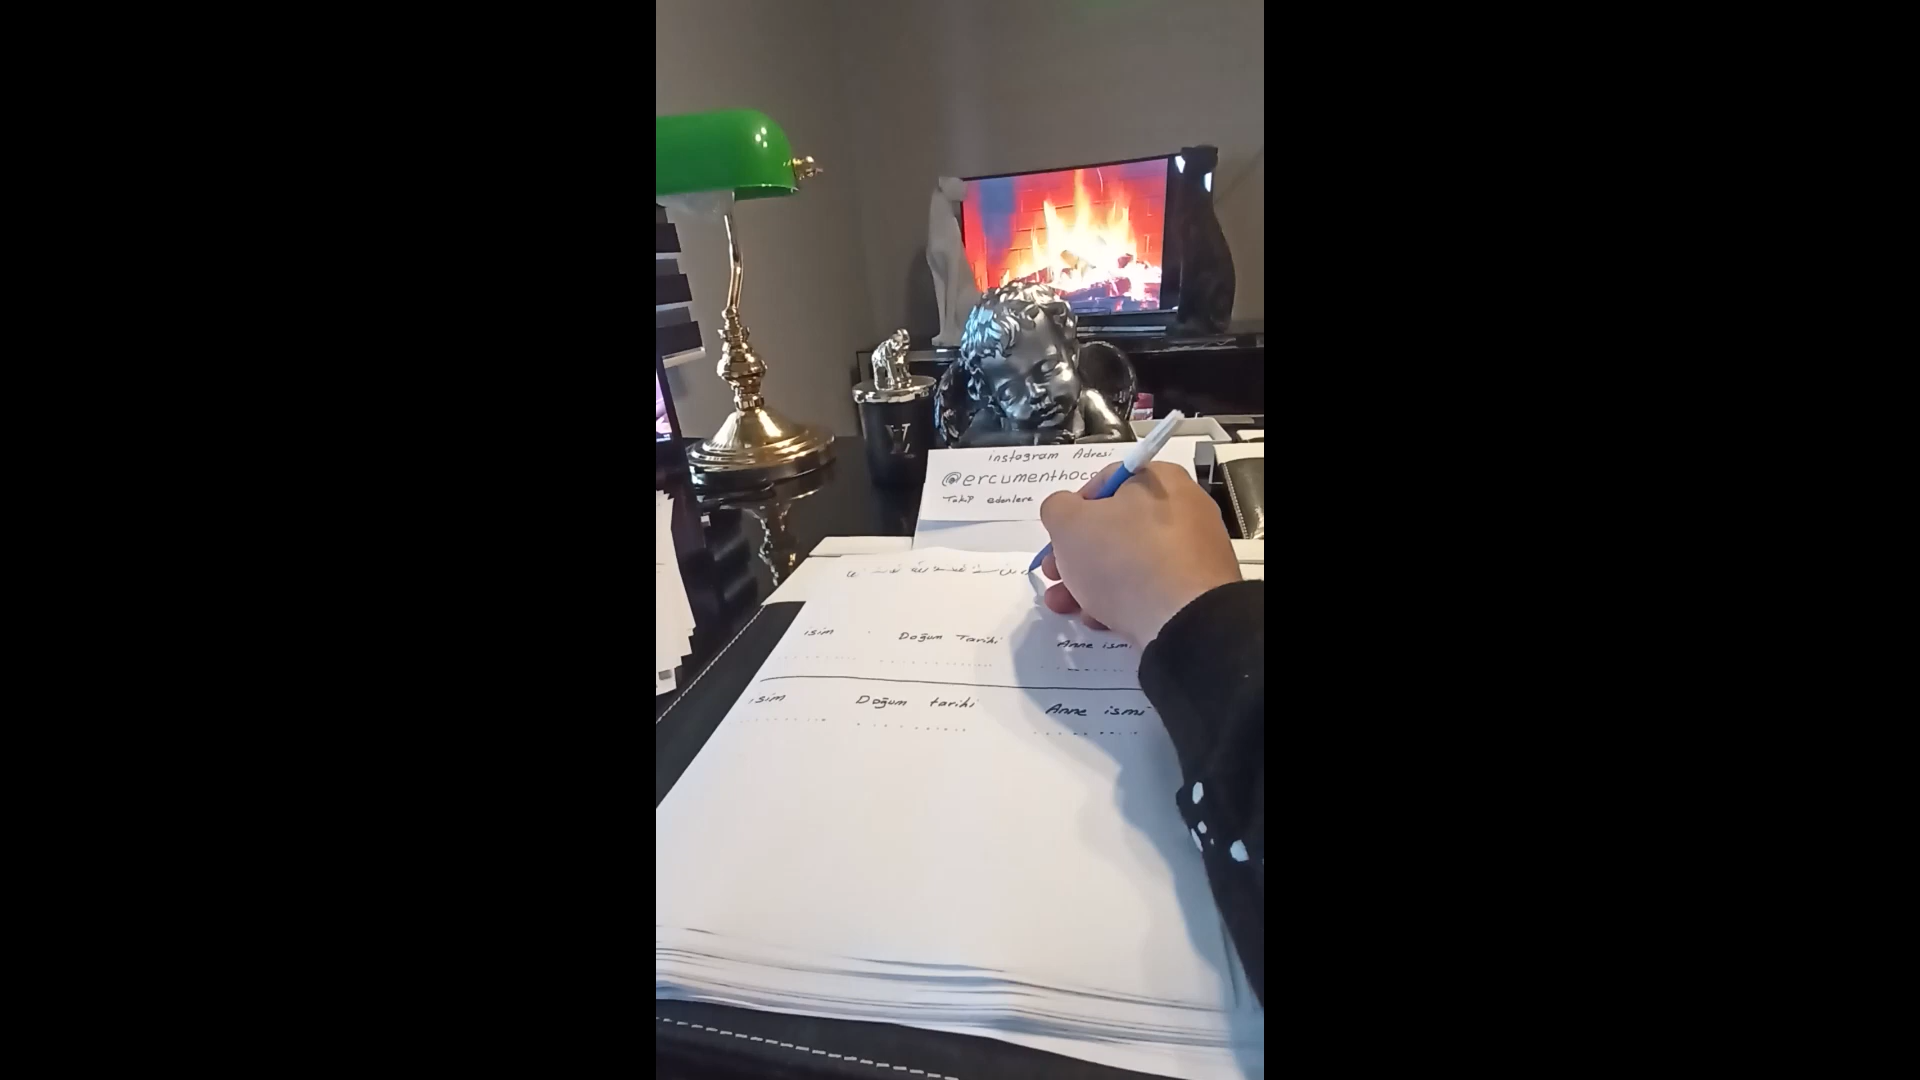 instagram Adresi
@ercumenthoca
Takip edenlere
isim Doğum Tarihi Anne ismi
isim Doğum tarihi Anne ismi